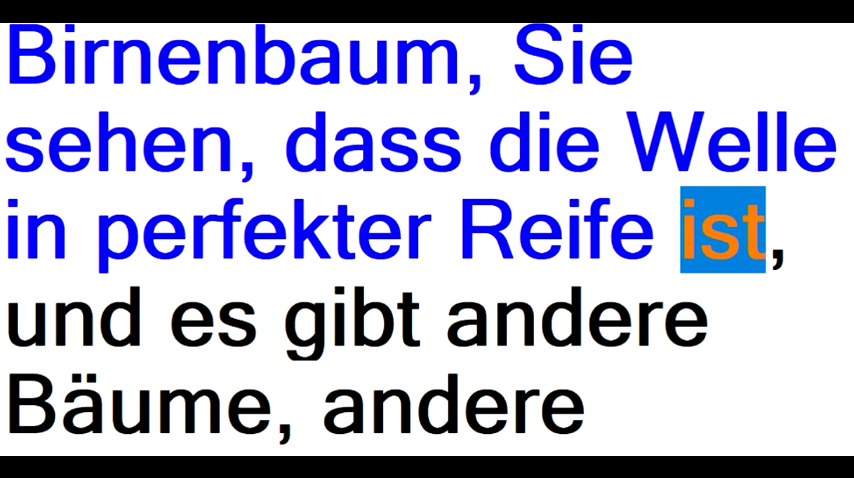 Birnenbaum, Sie
sehen, dass die Welle
in perfekter Reife ist,
und es gibt andere
Bäume, andere